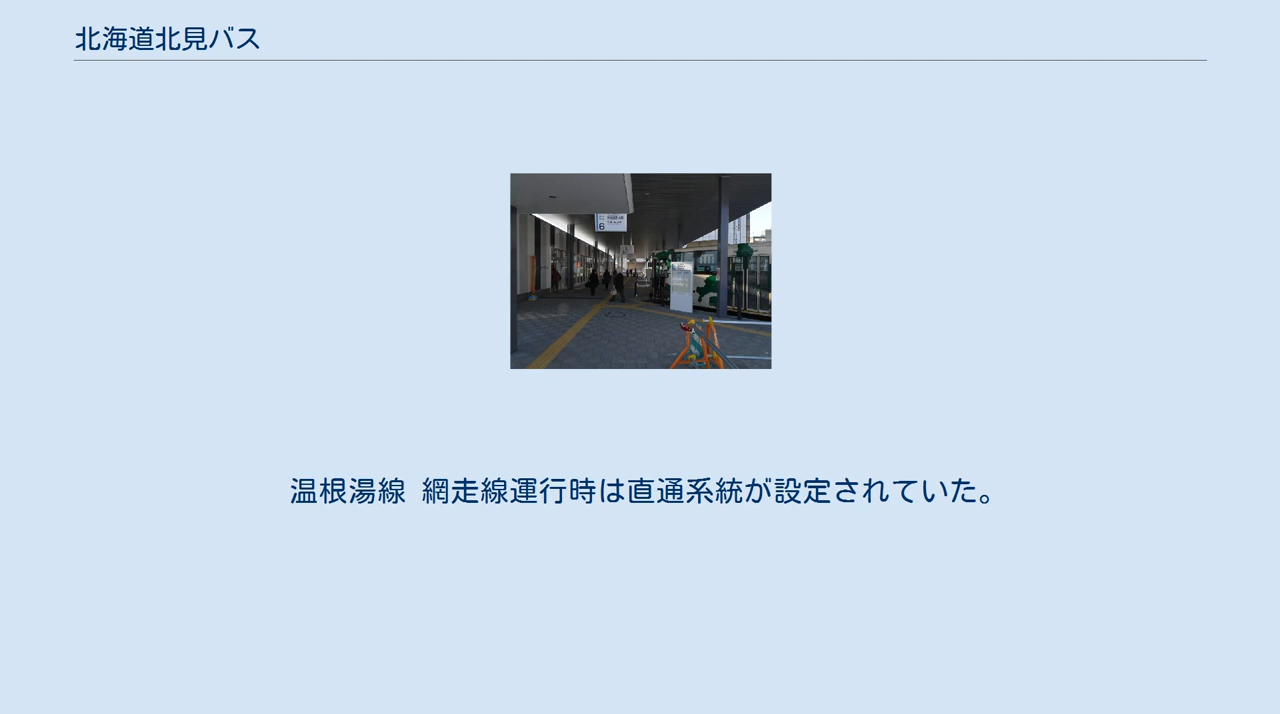 北海道北見バス
6
温根湯線 網走線運行時は直通系統が設定されていた。